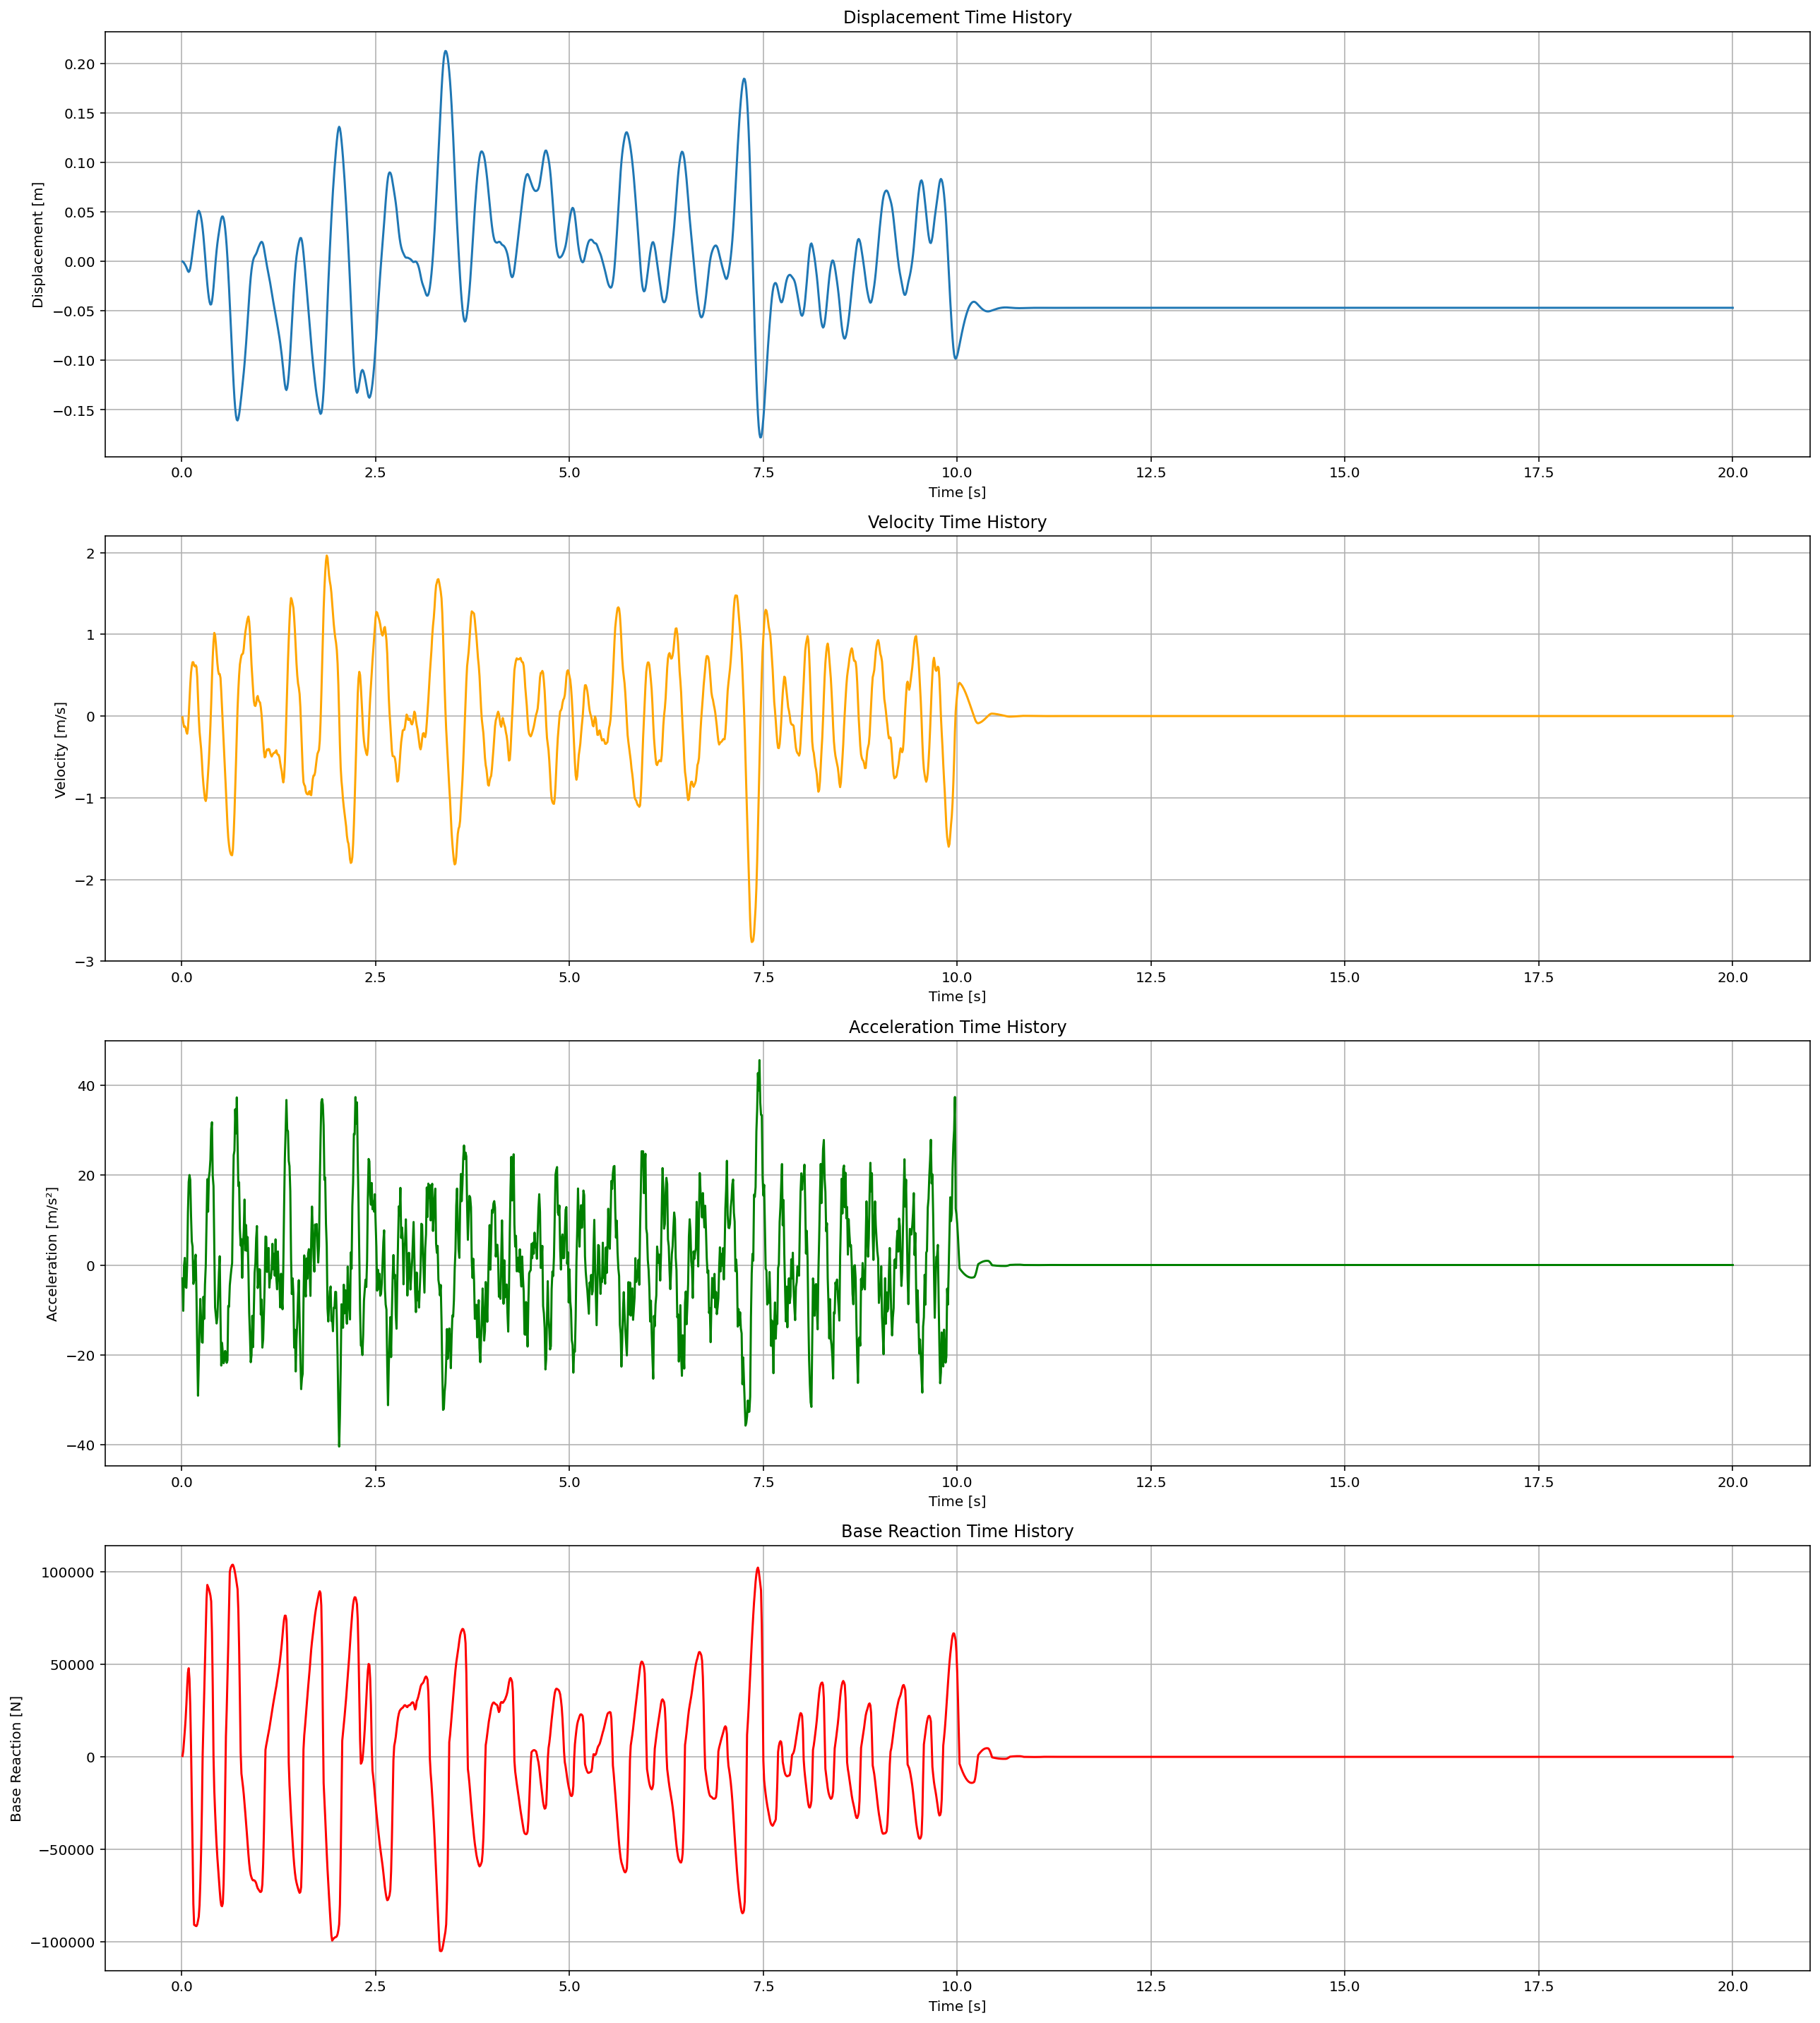 Displacement Time History
Displacement [m]
0.20
0.15
0.10
0.05
0.00
−0.05
−0.10
−0.15
0.0 2.5 5.0 7.5 10.0 12.5 15.0 17.5 20.0
Time [s]
Velocity Time History
Velocity [m/s]
2
1
0
−1
−2
−3
0.0 2.5 5.0 7.5 10.0 12.5 15.0 17.5 20.0
Time [s]
Acceleration Time History
Acceleration [m/s²]
40
20
0
−20
−40
0.0 2.5 5.0 7.5 10.0 12.5 15.0 17.5 20.0
Time [s]
Base Reaction Time History
Base Reaction [N]
100000
50000
0
−50000
−100000
0.0 2.5 5.0 7.5 10.0 12.5 15.0 17.5 20.0
Time [s]